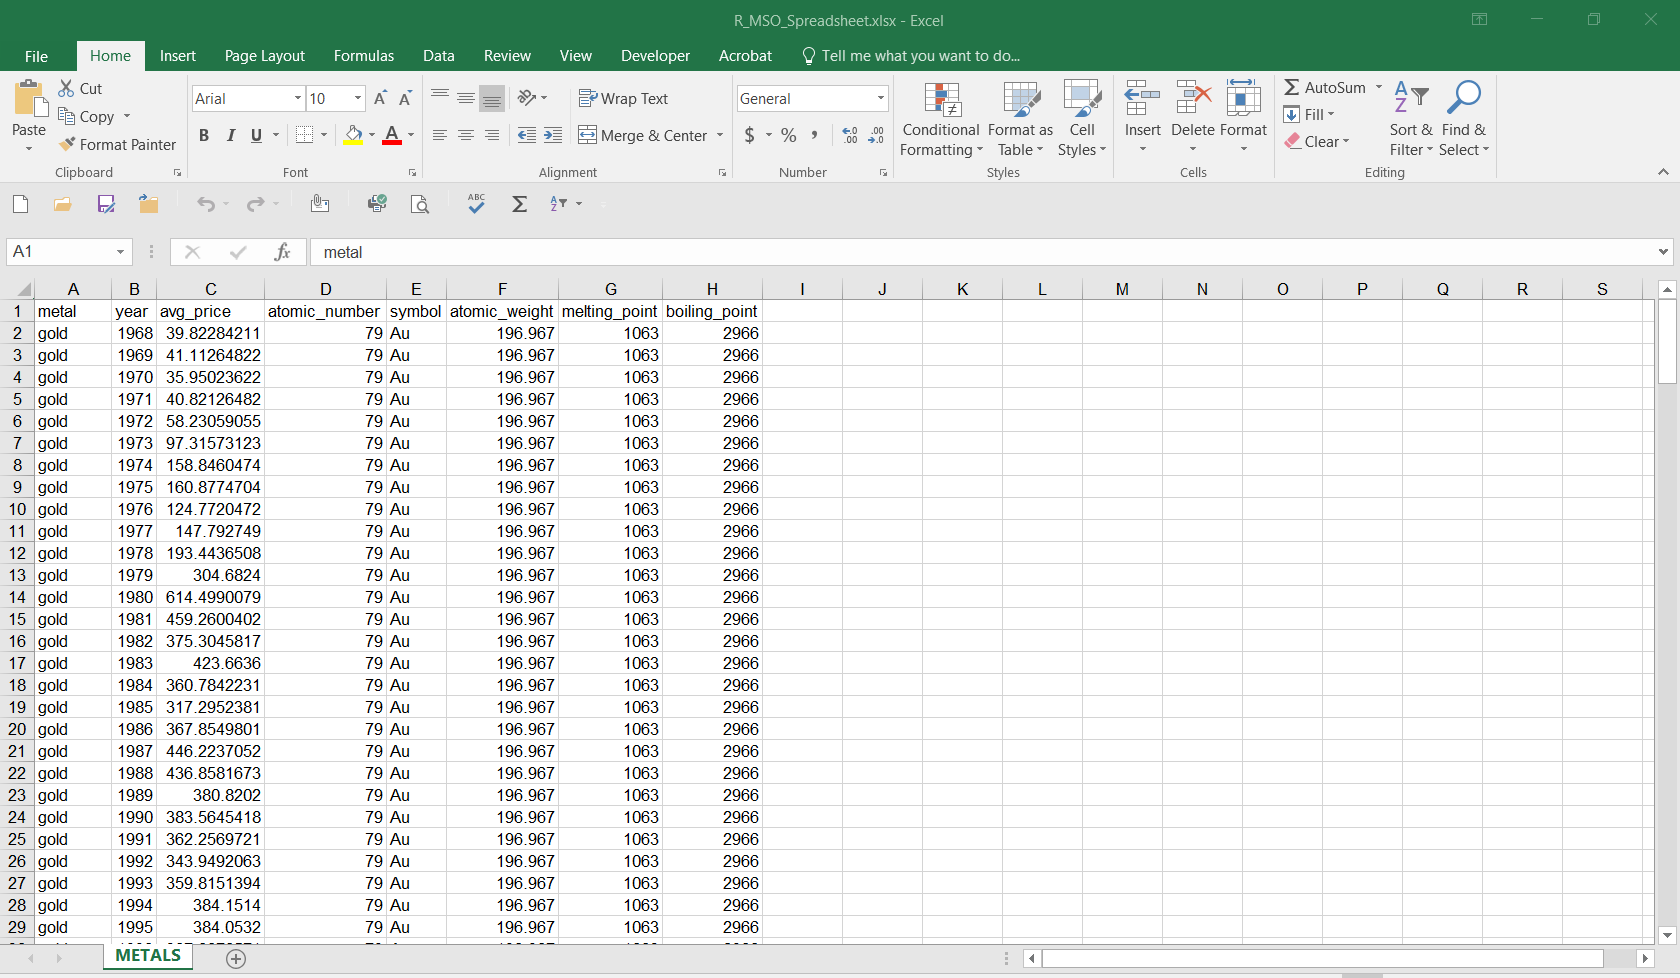 R_MSO_Spreadsheet.xlsx - Excel
File Home Insert Page Layout Formulas Data Review View Developer Acrobat Tell me what you want to do...
Paste
Cut
Copy
Format Painter
Clipboard
Arial 10
B I U A
Font
Wrap Text
Merge & Center
Alignment
General
$ % ,
Number
Conditional Formatting
Format as Table
Cell Styles
Styles
Insert Delete Format
Cells
AutoSum
Fill
Clear
Sort & Filter
Find & Select
Editing
ABC
A1 fx metal
A B C D E F G H I J K L M N O P Q R S
1 metal year avg_price atomic_number symbol atomic_weight melting_point boiling_point
2 gold 1968 39.82284211 79 Au 196.967 1063 2966
3 gold 1969 41.11264822 79 Au 196.967 1063 2966
4 gold 1970 35.95023622 79 Au 196.967 1063 2966
5 gold 1971 40.82126482 79 Au 196.967 1063 2966
6 gold 1972 58.23059055 79 Au 196.967 1063 2966
7 gold 1973 97.31573123 79 Au 196.967 1063 2966
8 gold 1974 158.8460474 79 Au 196.967 1063 2966
9 gold 1975 160.8774704 79 Au 196.967 1063 2966
10 gold 1976 124.7720472 79 Au 196.967 1063 2966
11 gold 1977 147.792749 79 Au 196.967 1063 2966
12 gold 1978 193.4436508 79 Au 196.967 1063 2966
13 gold 1979 304.6824 79 Au 196.967 1063 2966
14 gold 1980 614.4990079 79 Au 196.967 1063 2966
15 gold 1981 459.2600402 79 Au 196.967 1063 2966
16 gold 1982 375.3045817 79 Au 196.967 1063 2966
17 gold 1983 423.6636 79 Au 196.967 1063 2966
18 gold 1984 360.7842231 79 Au 196.967 1063 2966
19 gold 1985 317.2952381 79 Au 196.967 1063 2966
20 gold 1986 367.8549801 79 Au 196.967 1063 2966
21 gold 1987 446.2237052 79 Au 196.967 1063 2966
22 gold 1988 436.8581673 79 Au 196.967 1063 2966
23 gold 1989 380.8202 79 Au 196.967 1063 2966
24 gold 1990 383.5645418 79 Au 196.967 1063 2966
25 gold 1991 362.2569721 79 Au 196.967 1063 2966
26 gold 1992 343.9492063 79 Au 196.967 1063 2966
27 gold 1993 359.8151394 79 Au 196.967 1063 2966
28 gold 1994 384.1514 79 Au 196.967 1063 2966
29 gold 1995 384.0532 79 Au 196.967 1063 2966
METALS